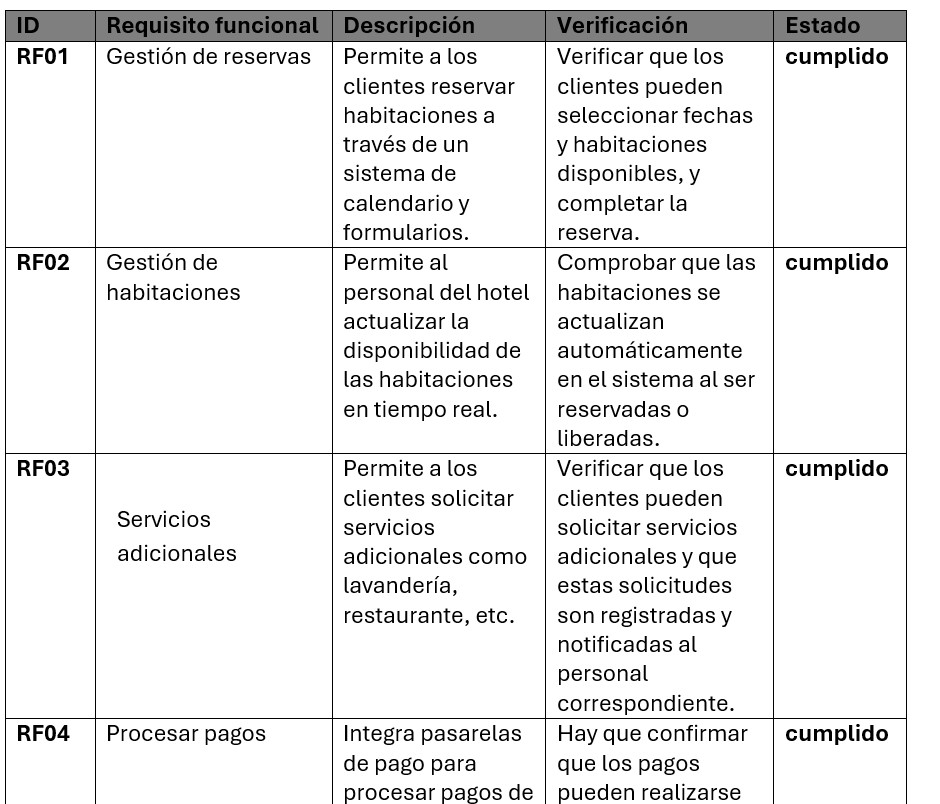 ID Requisito funcional Descripción Verificación Estado
RF01 Gestión de reservas Permite a los Verificar que los cumplido
clientes reservar clientes pueden
habitaciones a seleccionar fechas
través de un y habitaciones
sistema de disponibles, y
calendario y completar la
formularios. reserva.
RF02 Gestión de Permite al Comprobar que las cumplido
habitaciones personal del hotel habitaciones se
actualizar la actualizan
disponibilidad de automáticamente
las habitaciones en el sistema al ser
en tiempo real. reservadas o
liberadas.
RF03 Permite a los Verificar que los cumplido
clientes solicitar clientes pueden
Servicios servicios solicitar servicios
adicionales adicionales como adicionales y que
lavandería, estas solicitudes
restaurante, etc. son registradas y
notificadas al
personal
correspondiente.
RF04 Procesar pagos Integra pasarelas Hay que confirmar cumplido
de pago para que los pagos
procesar pagos de pueden realizarse